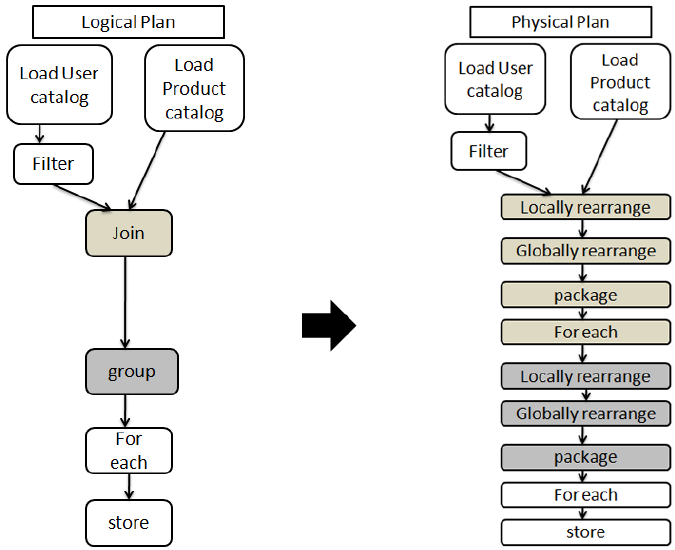 Logical Plan
Load User
catalog
Load
Product
catalog
Filter
Join
group
For
each
store
Physical Plan
Load User
catalog
Load
Product
catalog
Filter
Locally rearrange
Globally rearrange
package
For each
Locally rearrange
Globally rearrange
package
For each
store